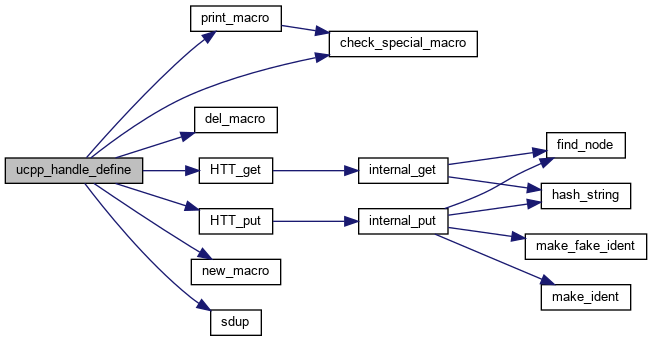 print_macro
check_special_macro
del_macro
find_node
ucpp_handle_define
HTT_get
internal_get
hash_string
HTT_put
internal_put
make_fake_ident
new_macro
make_ident
sdup